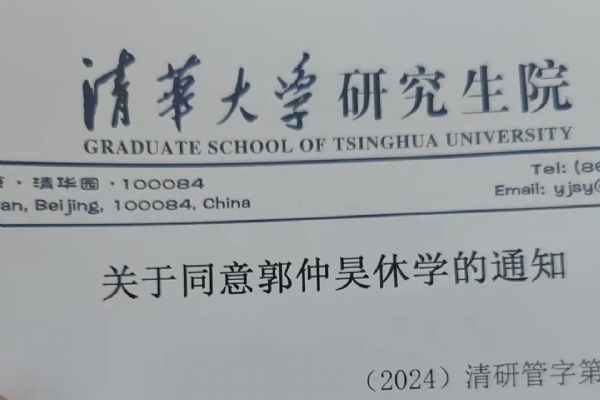 清華大学研究生院
GRADUATE SCHOOL OF TSINGHUA UNIVERSITY
·清华园·100084
Tel: (86
an, Beijing, 100084, China
Email: yjsy@
关于同意郭仲昊休学的通知
(2024)清研管字第